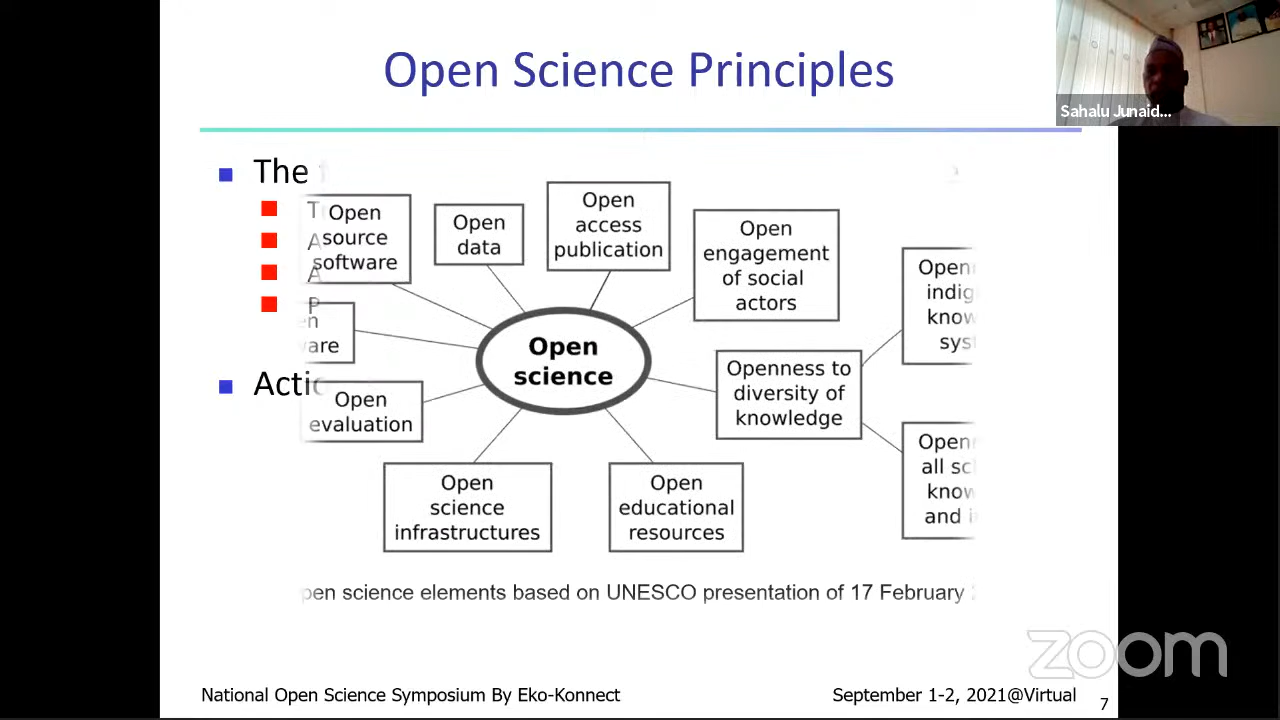 Open Science Principles
Sahalu Junaid...
The
Open
source
software
Open
data
Open
access
publication
Open
engagement
of social
actors
Open
science
Openness to
diversity of
knowledge
Open
evaluation
Open
science
infrastructures
Open
educational
resources
all
and
science elements based on UNESCO presentation of 17 February
zoom
National Open Science Symposium By Eko-Konnect
September 1-2, 2021@Virtual
7